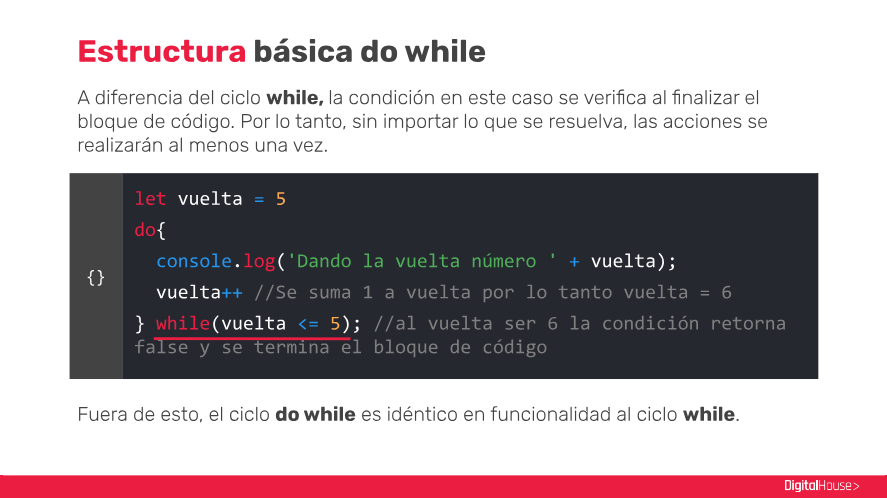 Estructura básica do while
A diferencia del ciclo while, la condición en este caso se verifica al finalizar el
bloque de código. Por lo tanto, sin importar lo que se resuelva, las acciones se
realizarán al menos una vez.
let vuelta = 5
do{
console.log('Dando la vuelta número ' + vuelta);
{}
vuelta++ //Se suma 1 a vuelta por lo tanto vuelta = 6
} while(vuelta <= 5); //al vuelta ser 6 la condición retorna
false y se termina el bloque de código
Fuera de esto, el ciclo do while es idéntico en funcionalidad al ciclo while.
DigitalHouse>